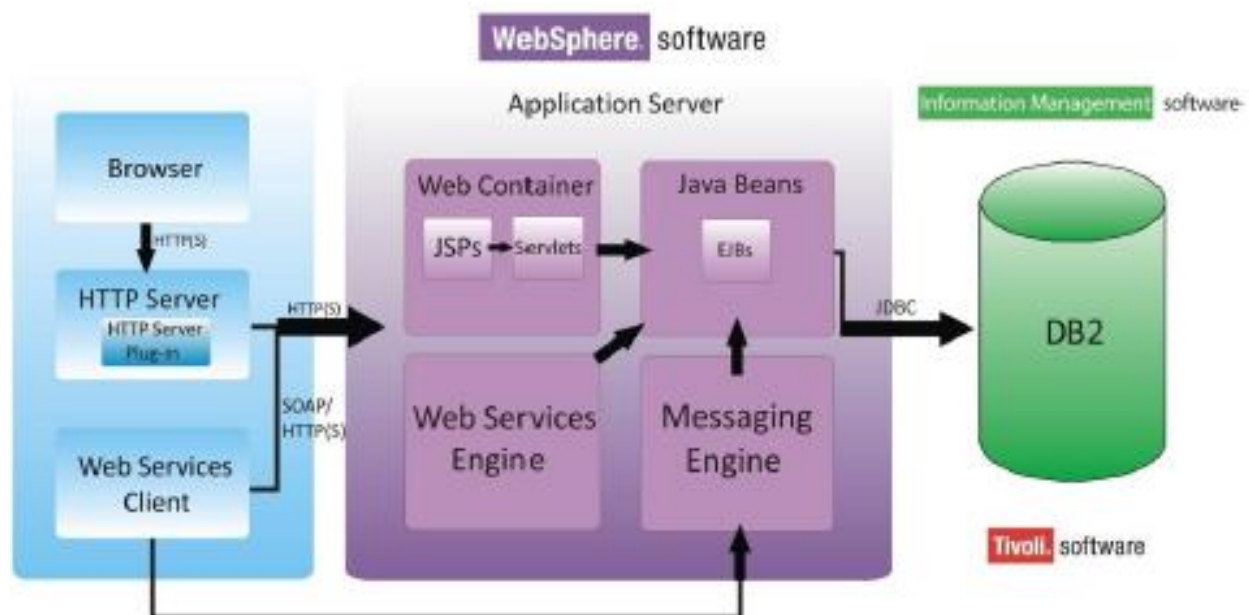 WebSphere. software
Application Server
Information Management software
Browser
HTTP(S)
HTTP Server
HTTP Server
Plug-in
HTTP(S)
SOAP/
HTTP(S)
Web Services
Client
Web Container
JSPs
Servlets
Java Beans
EJBs
Web Services
Engine
Messaging
Engine
JDBC
DB2
Tivoli. software